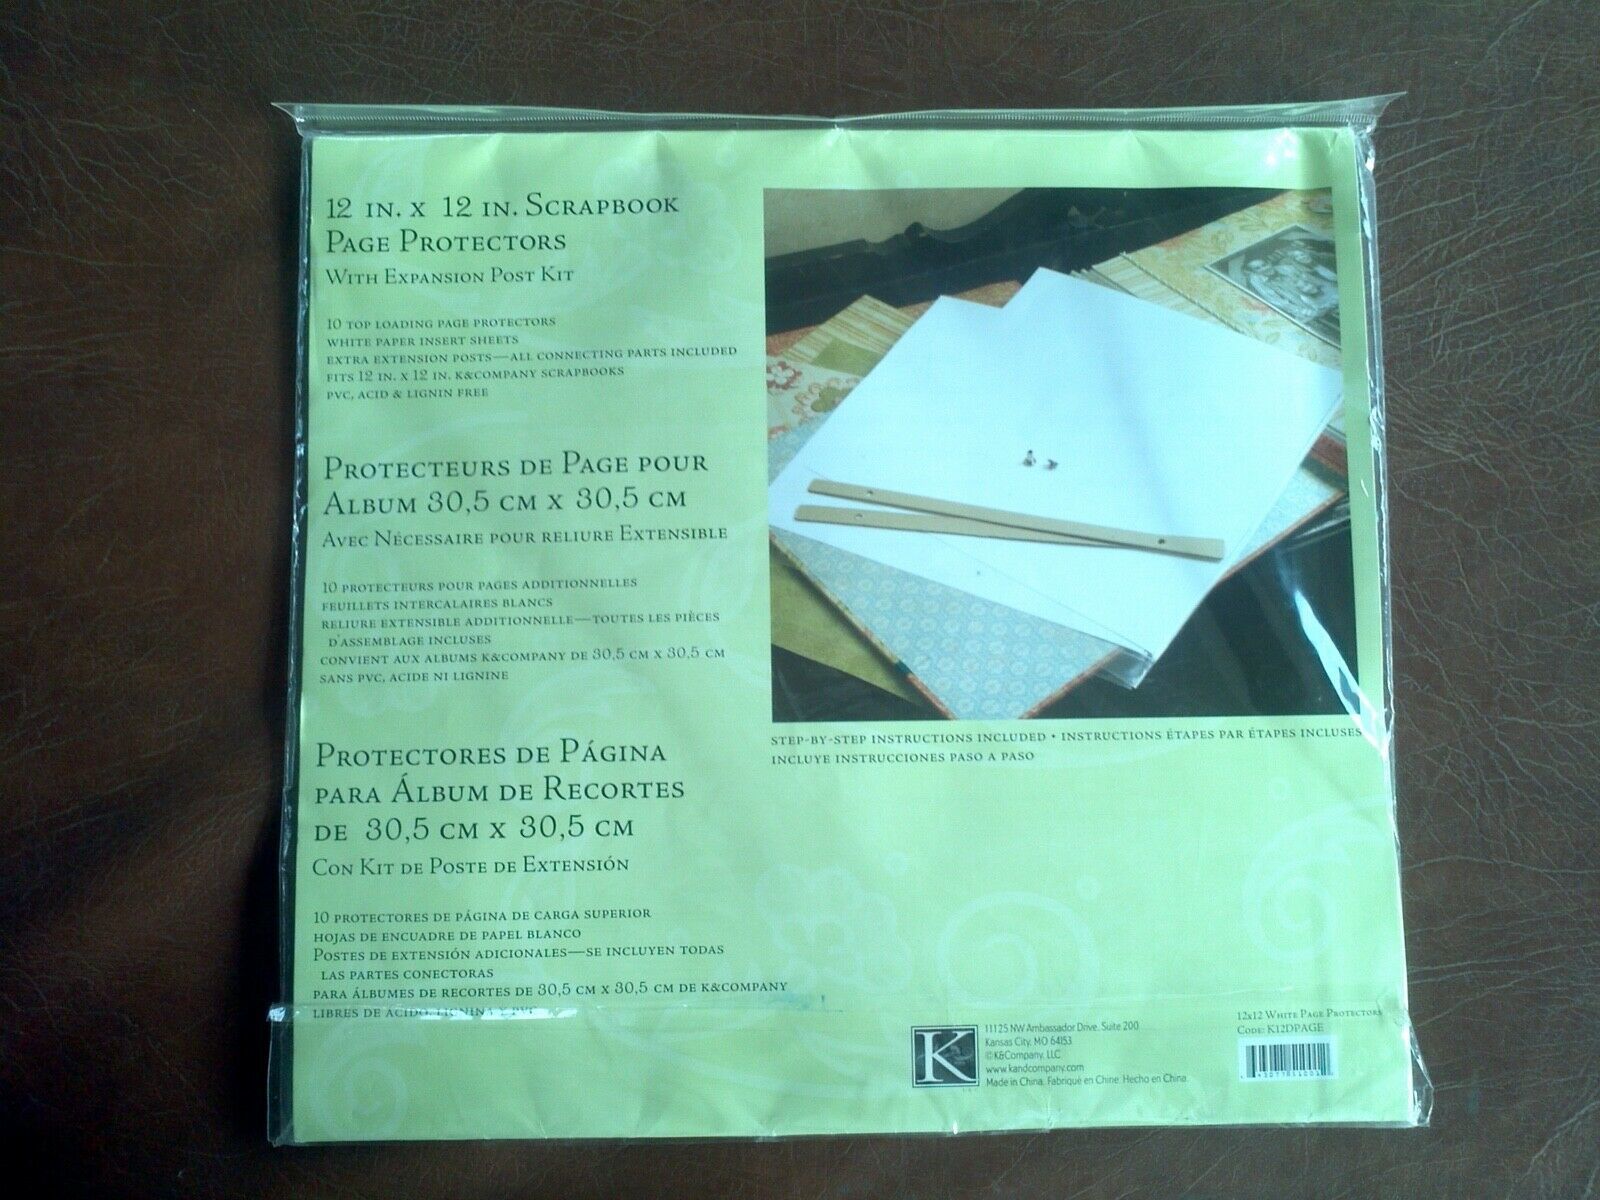 12 IN. X 12 IN. SCRAPBOOK
PAGE PROTECTORS
WITH EXPANSION POST KIT
10 TOP LOADING PAGE PROTECTORS
WHITE PAPER INSERT SHEETS
EXTRA EXTENSION POSTS—ALL CONNECTING PARTS INCLUDED
FITS 12 IN. X 12 IN. K&COMPANY SCRAPBOOKS
PVC, ACID & LIGNIN FREE
PROTECTEURS DE PAGE POUR
ALBUM 30,5 CM X 30,5 CM
AVEC NÉCESSAIRE POUR RELIURE EXTENSIBLE
10 PROTECTEURS POUR PAGES ADDITIONNELLES
FEUILLETS INTERCALAIRES BLANCS
RELIURE EXTENSIBLE ADDITIONNELLE—TOUTES LES PIÈCES
D'ASSEMBLAGE INCLUSES
CONVIENT AUX ALBUMS K&COMPANY DE 30,5 CM X 30,5 CM
SANS PVC, ACIDE NI LIGNINE
PROTECTORES DE PÁGINA
PARA ÁLBUM DE RECORTES
DE 30,5 CM X 30,5 CM
CON KIT DE POSTE DE EXTENSIÓN
10 PROTECTORES DE PÁGINA DE CARGA SUPERIOR
HOJAS DE ENCUADRE DE PAPEL BLANCO
POSTES DE EXTENSIÓN ADICIONALES—SE INCLUYEN TODAS
LAS PARTES CONECTORAS
PARA ÁLBUMES DE RECORTES DE 30,5 CM X 30,5 CM DE K&COMPANY
LIBRES DE ÁCIDO, LIGNINA Y PVC
STEP-BY-STEP INSTRUCTIONS INCLUDED • INSTRUCTIONS ÉTAPES PAR ÉTAPES INCLUSES
INCLUYE INSTRUCCIONES PASO A PASO
K
11125 NW Ambassador Drive, Suite 200
Kansas City, MO 64153
©K&Company, LLC
www.kandcompany.com
Made in China. Fabriqué en Chine. Hecho en China
12x12 WHITE PAGE PROTECTORS
CODE: K12DPAGE